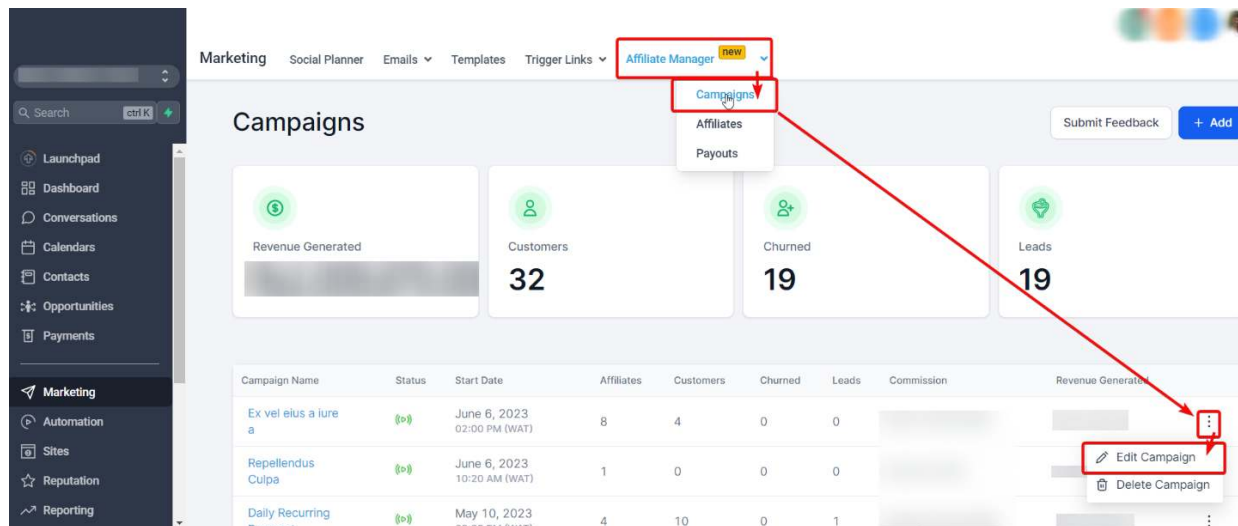 Marketing Social Planner Emails Templates Trigger Links Affiliate Manager new
Search ctrl K
Campaigns
Affiliates
Payouts
Campaigns
Submit Feedback + Add
Launchpad
Dashboard
Conversations
Calendars
Contacts
Opportunities
Payments
Marketing
Automation
Sites
Reputation
Reporting
Revenue Generated
Customers
32
Churned
19
Leads
19
Campaign Name Status Start Date Affiliates Customers Churned Leads Commission Revenue Generated
Ex vel eius a iure June 6, 2023 8 4 0 0
a 02:00 PM (WAT)
Edit Campaign
Delete Campaign
Repellendus June 6, 2023 1 0 0 0
Culpa 10:20 AM (WAT)
Daily Recurring May 10, 2023 4 10 0 1